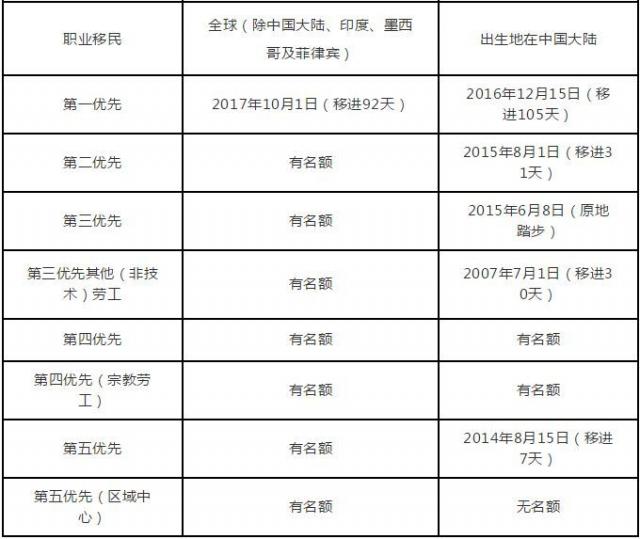 职业移民
全球（除中国大陆、印度、墨西
哥及菲律宾）
出生地在中国大陆
第一优先
2017年10月1日（移进92天）
2016年12月15日（移
进105天）
第二优先
有名额
2015年8月1日（移进3
1天）
第三优先
有名额
2015年6月8日（原地
踏步）
第三优先其他（非技
术）劳工
有名额
2007年7月1日（移进3
0天）
第四优先
有名额
有名额
第四优先（宗教劳
工）
有名额
有名额
第五优先
有名额
2014年8月15日（移进
7天）
第五优先（区域中
心）
有名额
无名额